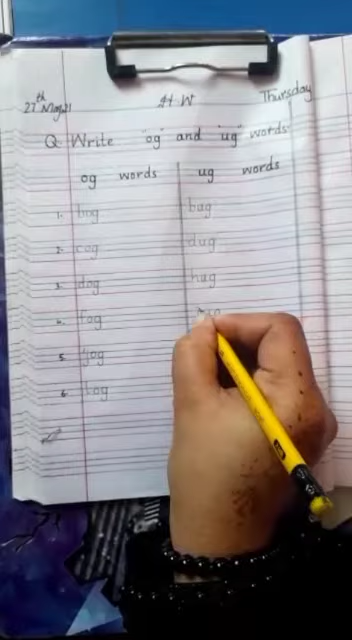 27th May 21 H.W Thursday
Q. Write "og" and "ug" words.
og words ug words
1. bog bug
2. cog dug
3. dog hug
4. fog
5. jog
6. log